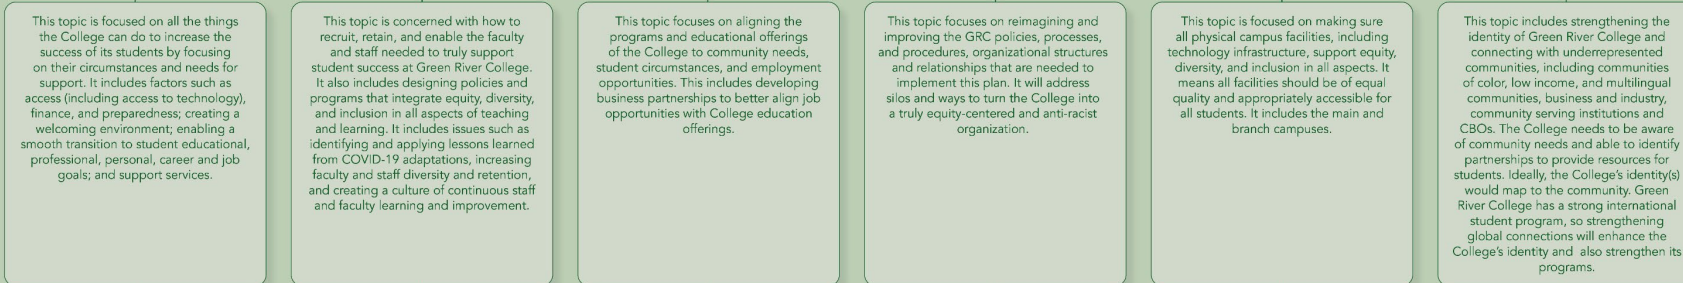 This topic is focused on all the things
the College can do to increase the
success of its students by focusing
on their circumstances and needs for
support. It includes factors such as
access (including access to technology),
finance, and preparedness; creating a
welcoming environment; enabling a
smooth transition to student educational,
professional, personal, career and job
goals; and support services.
This topic is concerned with how to
recruit, retain, and enable the faculty
and staff needed to truly support
student success at Green River College.
It also includes designing policies and
programs that integrate equity, diversity,
and inclusion in all aspects of teaching
and learning. It includes issues such as
identifying and applying lessons learned
from COVID-19 adaptations, increasing
faculty and staff diversity and retention,
and creating a culture of continuous staff
and faculty learning and improvement.
This topic focuses on aligning the
programs and educational offerings
of the College to community needs,
student circumstances, and employment
opportunities. This includes developing
business partnerships to better align job
opportunities with College education
offerings.
This topic focuses on reimagining and
improving the GRC policies, processes,
and procedures, organizational structures
and relationships that are needed to
implement this plan. It will address
silos and ways to turn the College into
a truly equity-centered and anti-racist
organization.
This topic is focused on making sure
all physical campus facilities, including
technology infrastructure, support equity,
diversity, and inclusion in all aspects. It
means all facilities should be of equal
quality and appropriately accessible for
all students. It includes the main and
branch campuses.
This topic includes strengthening the
identity of Green River College and
connecting with underrepresented
communities, including communities
of color, low income, and multilingual
communities, business and industry,
community serving institutions and
CBOs. The College needs to be aware
of community needs and able to identify
partnerships to provide resources for
students. Ideally, the College's identity(s)
would map to the community. Green
River College has a strong international
student program, so strengthening
global connections will enhance the
College's identity and also strengthen its
programs.